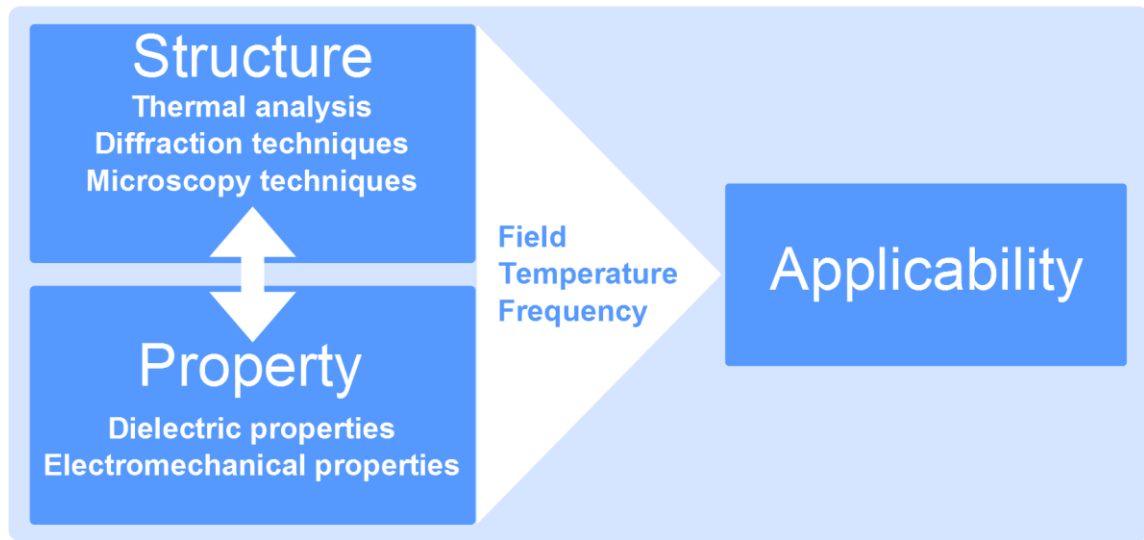 Structure
Thermal analysis
Diffraction techniques
Microscopy techniques
Property
Dielectric properties
Electromechanical properties
Field
Temperature
Frequency
Applicability